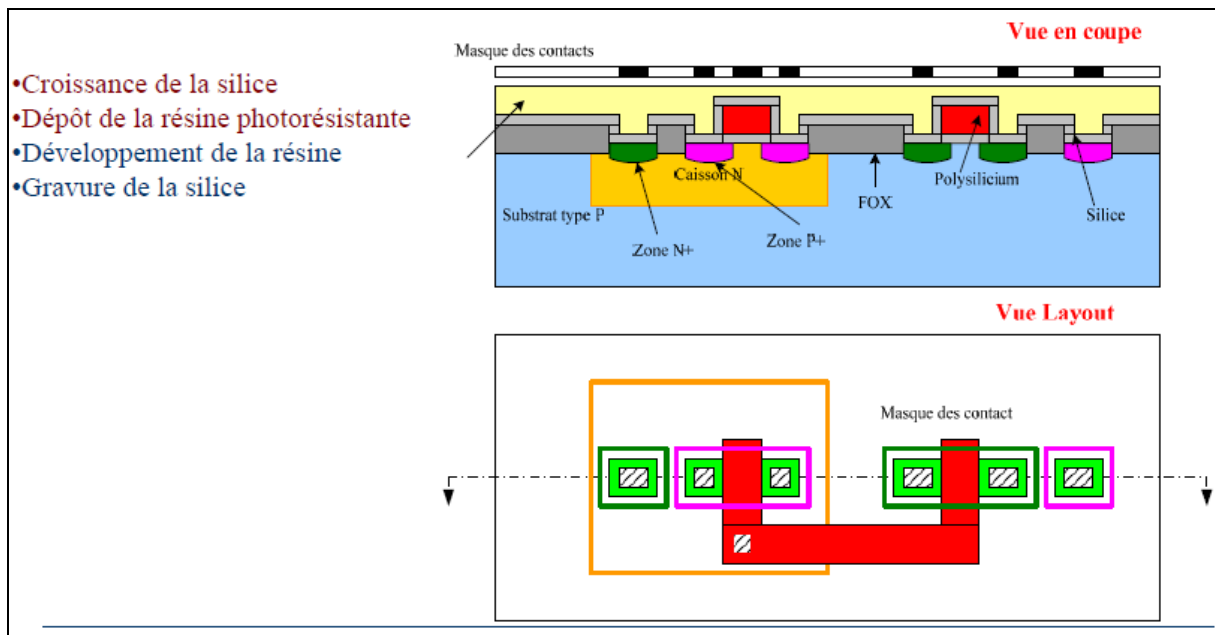 Vue en coupe
Masque des contacts
•Croissance de la silice
•Dépôt de la résine photorésistante
•Développement de la résine
•Gravure de la silice
Caisson N
Polysilicium
FOX
Substrat type P
Silice
Zone N+
Zone P+
Vue Layout
Masque des contact